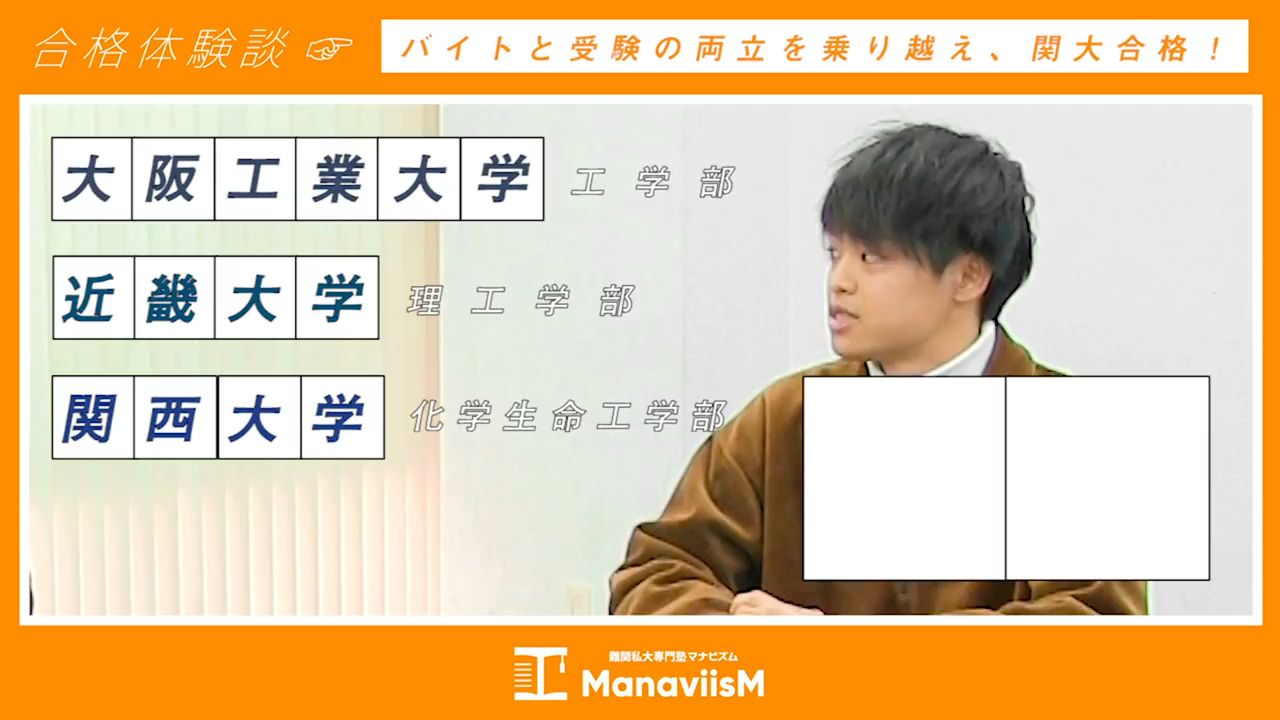 合格体験談☞
バイトと受験の両立を乗り越え、関大合格！
大阪工業大学 工学部
近畿大学 理工学部
関西大学 化学生命工学部
難関私大専門塾マナビズム
ManaviisM